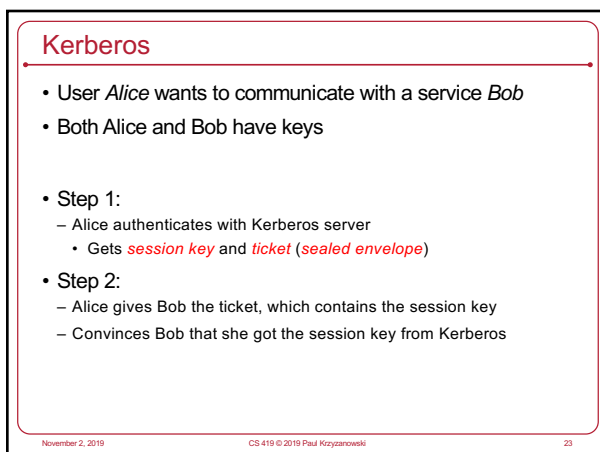 Kerberos
• User Alice wants to communicate with a service Bob
• Both Alice and Bob have keys
• Step 1:
– Alice authenticates with Kerberos server
• Gets session key and ticket (sealed envelope)
• Step 2:
– Alice gives Bob the ticket, which contains the session key
– Convinces Bob that she got the session key from Kerberos
November 2, 2019 CS 419 © 2019 Paul Krzyzanowski 23